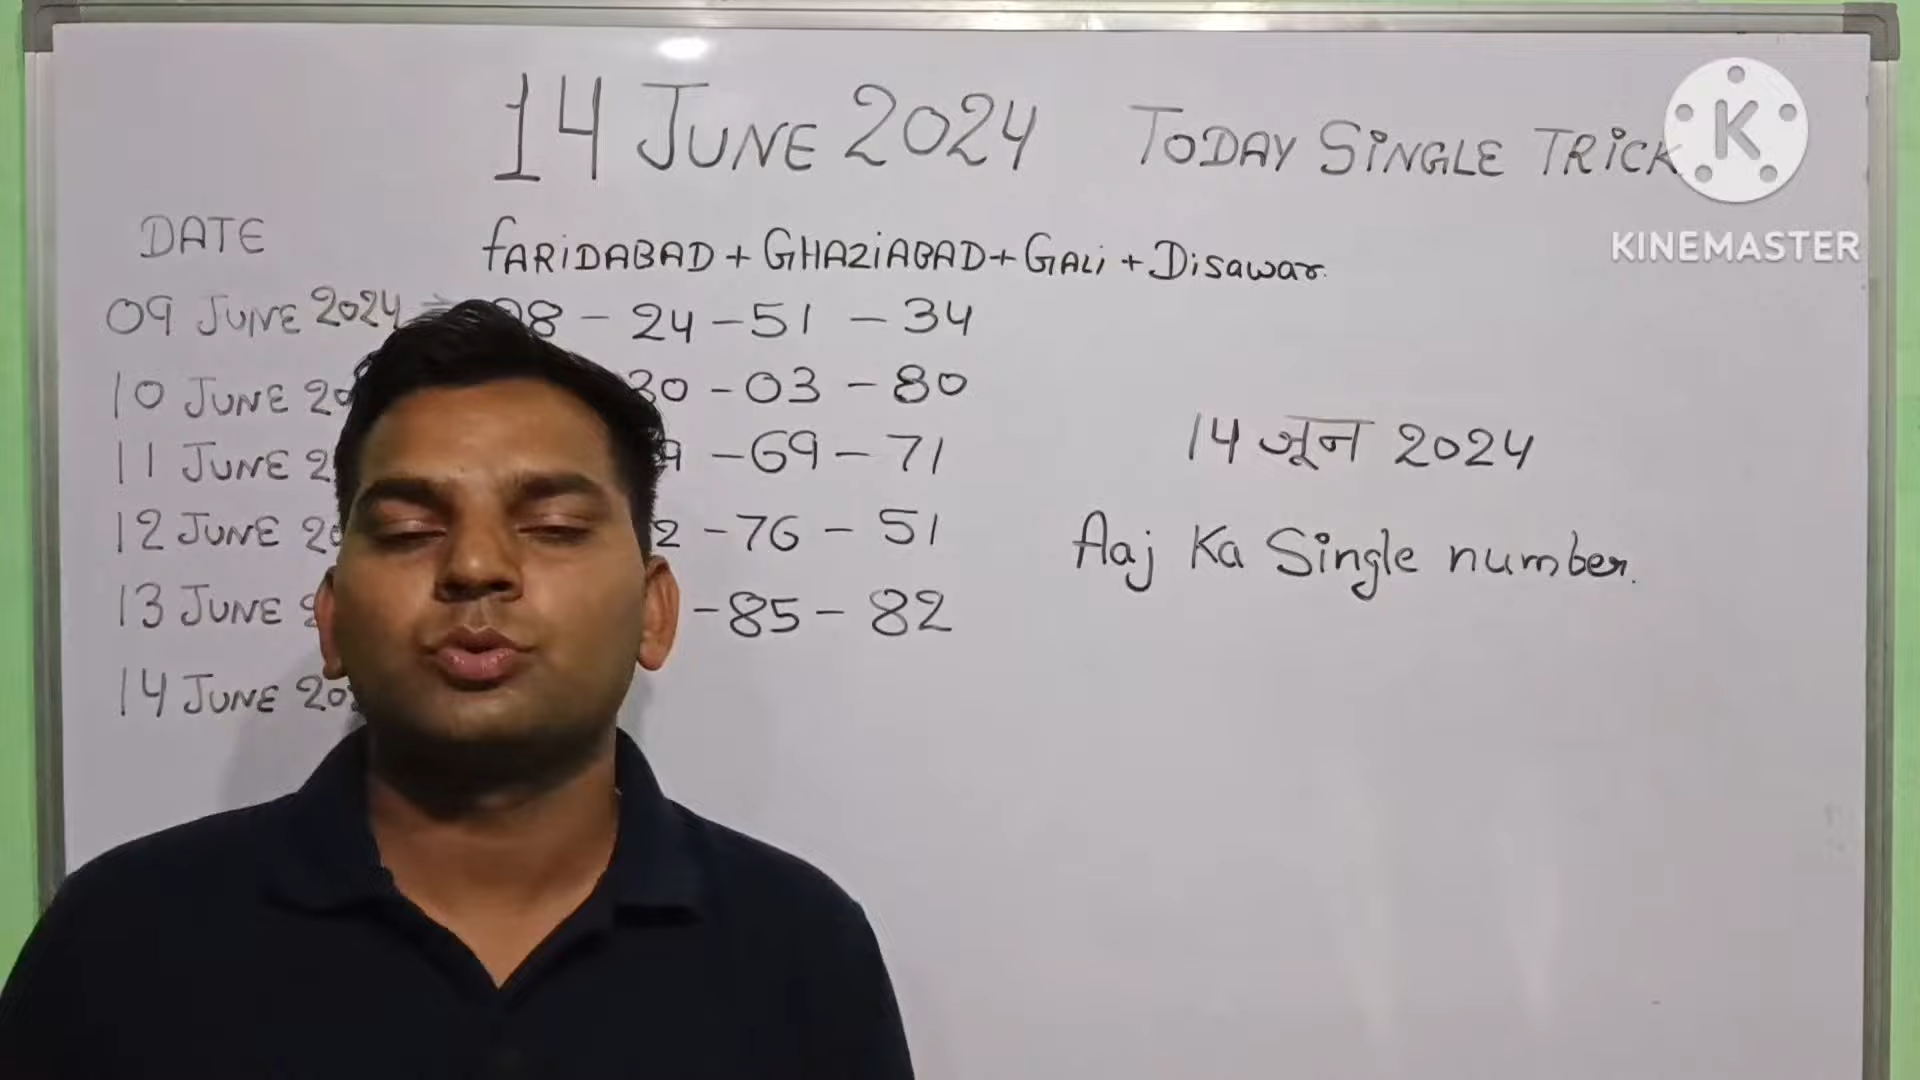 14 JUNE 2024 TODAY SINGLE TRICK
KINEMASTER
DATE FARIDABAD + GHAZIABAD + GALI + Disawar.
09 JUNE 2024 8 - 24 - 51 - 34
10 JUNE 30 - 03 - 80
11 JUNE - 69 - 71
12 JUNE - 76 - 51
13 JUNE - 85 - 82
14 JUNE
14 जून 2024
Aaj Ka Single number.